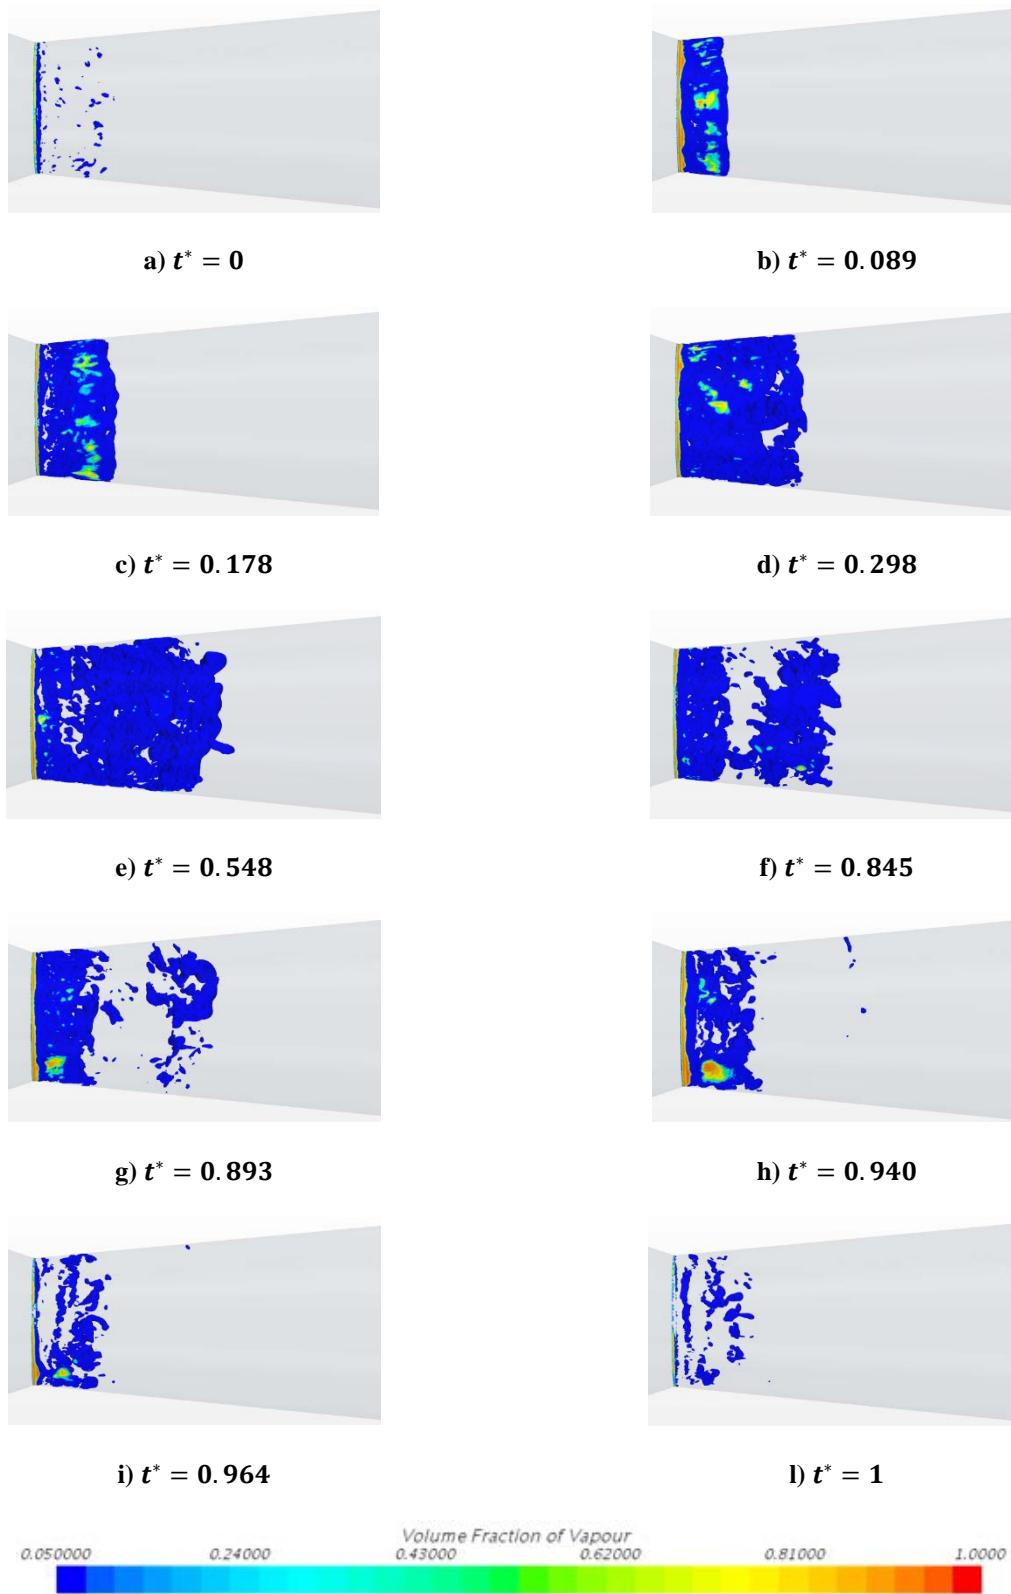 a) t* = 0
b) t* = 0.089
c) t* = 0.178
d) t* = 0.298
e) t* = 0.548
f) t* = 0.845
g) t* = 0.893
h) t* = 0.940
i) t* = 0.964
l) t* = 1
Volume Fraction of Vapour
0.050000 0.24000 0.43000 0.62000 0.81000 1.0000